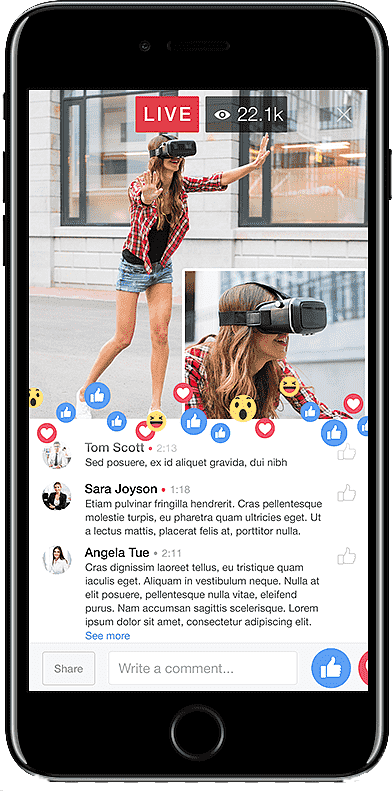 LIVE 22.1k
Tom Scott • 2:13
Sed posuere, ex id aliquet gravida, dui nibh
Sara Joyson • 1:18
Etiam pulvinar fringilla hendrerit. Cras pellentesque
molestie turpis, eu pharetra quam ultricies eget. Ut
a lectus mattis, placerat felis at, porttitor nulla.
Angela Tue • 2:11
Cras dignissim laoreet tellus, eu tristique quam
iaculis eget. Aliquam in vestibulum neque. Nulla at
elit posuere, pellentesque nulla vitae, eleifend
purus. Nam accumsan sagittis scelerisque. Lorem
ipsum dolor sit amet, consectetur adipiscing elit.
See more
Share Write a comment...